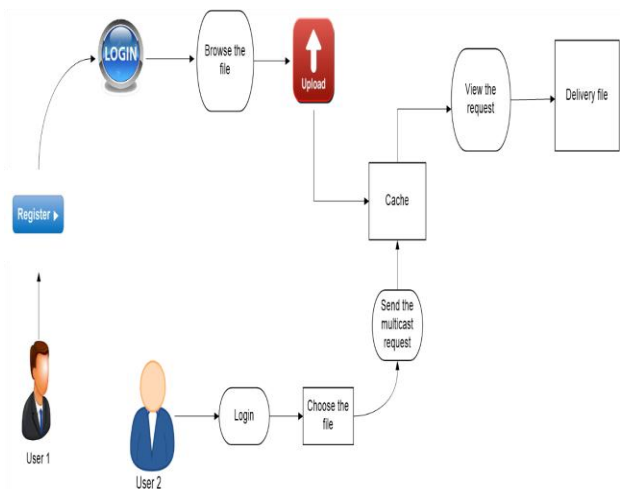 LOGIN
Browse the
file
Upload
View the
request
Delivery file
Register
Cache
Send the
multicast
request
Login
Choose the
file
User 1
User 2